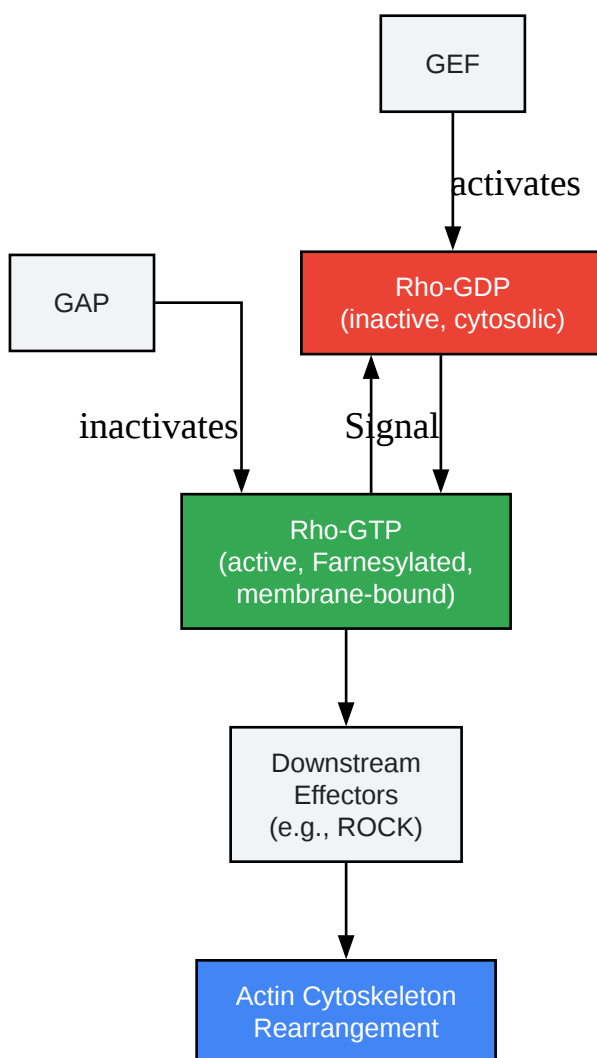 GEF
activates
GAP
Rho-GDP
(inactive, cytosolic)
inactivates
Signal
Rho-GTP
(active, Farnesylated,
membrane-bound)
Downstream
Effectors
(e.g., ROCK)
Actin Cytoskeleton
Rearrangement